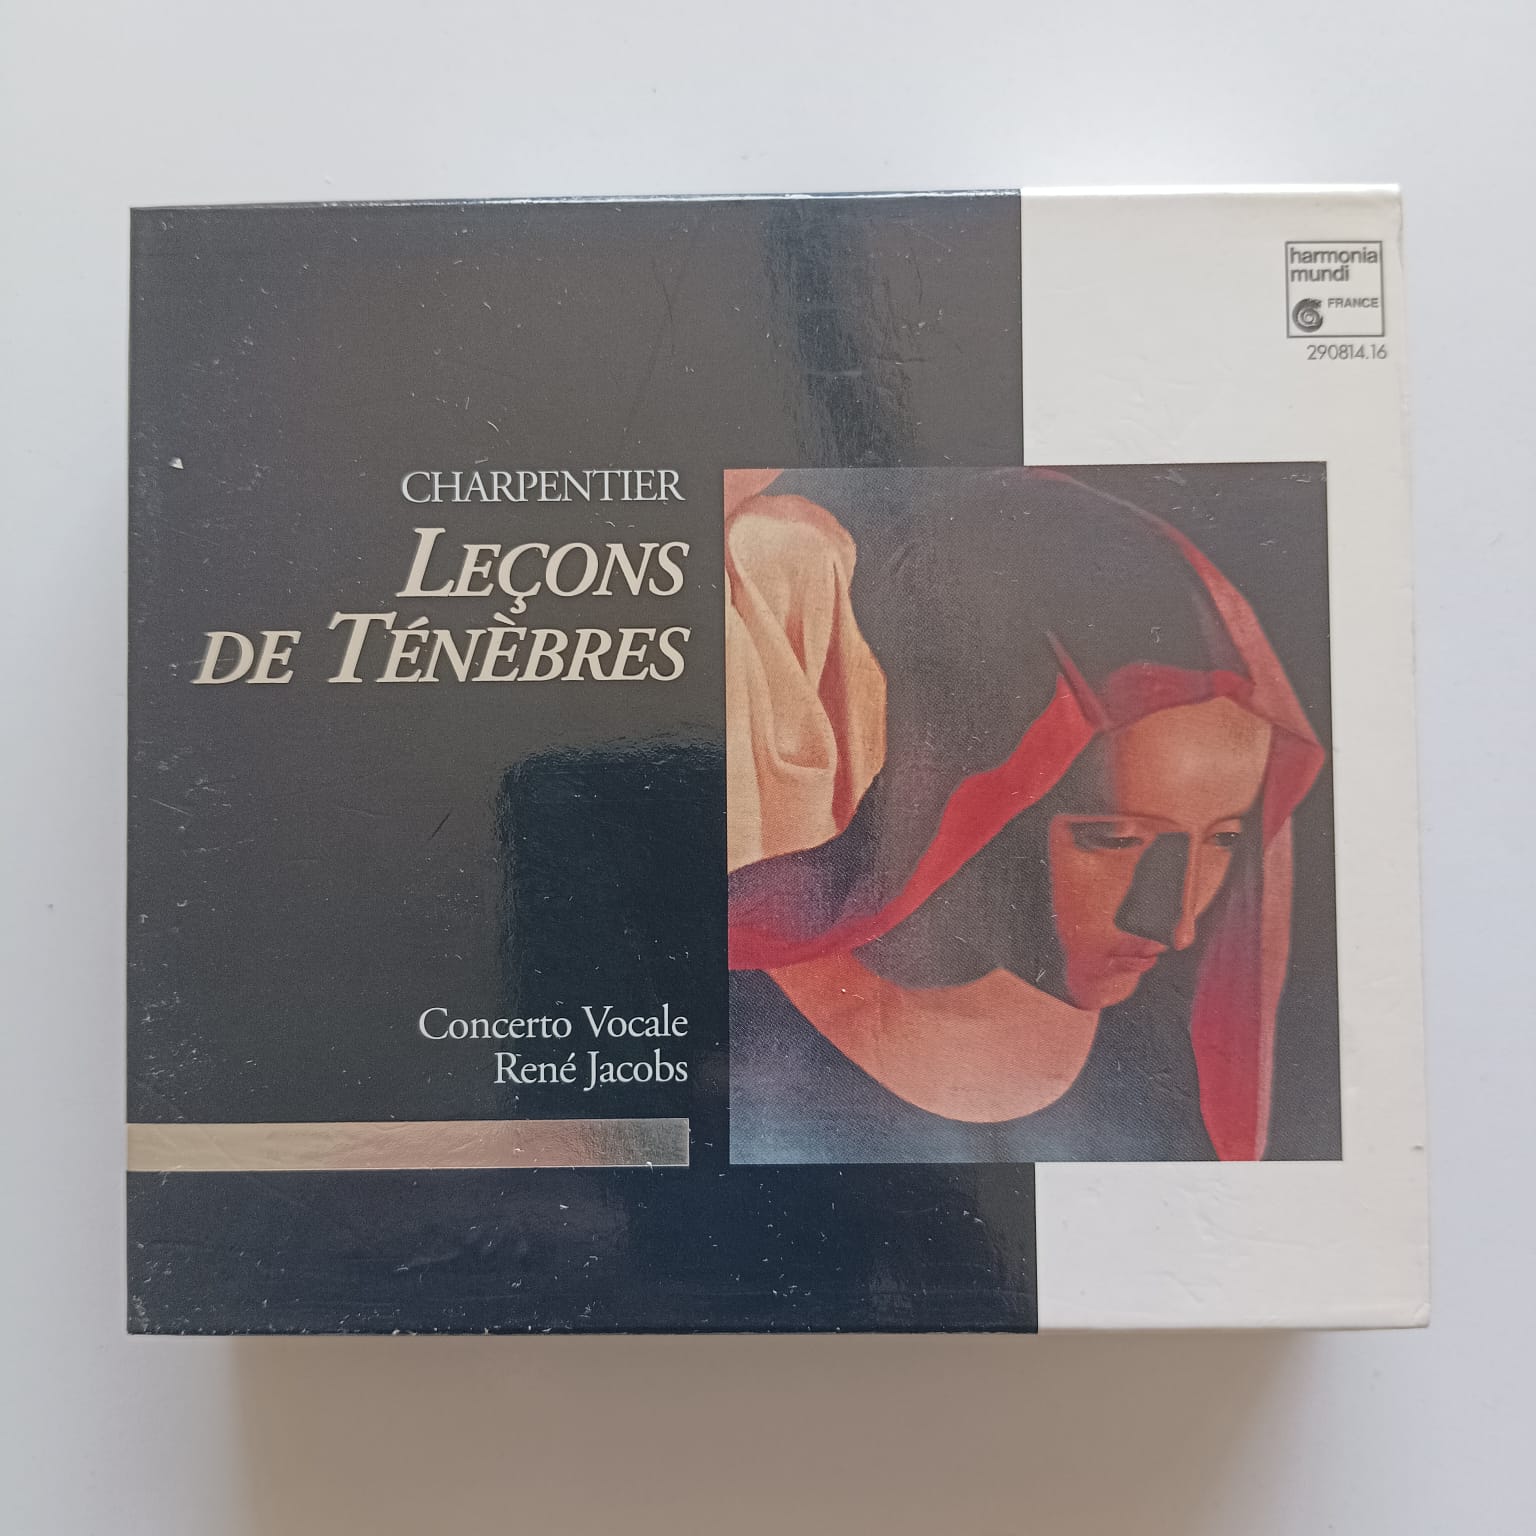 harmonia
mundi
FRANCE
290814.16
CHARPENTIER
LEÇONS
DE TÉNÈBRES
Concerto Vocale
René Jacobs